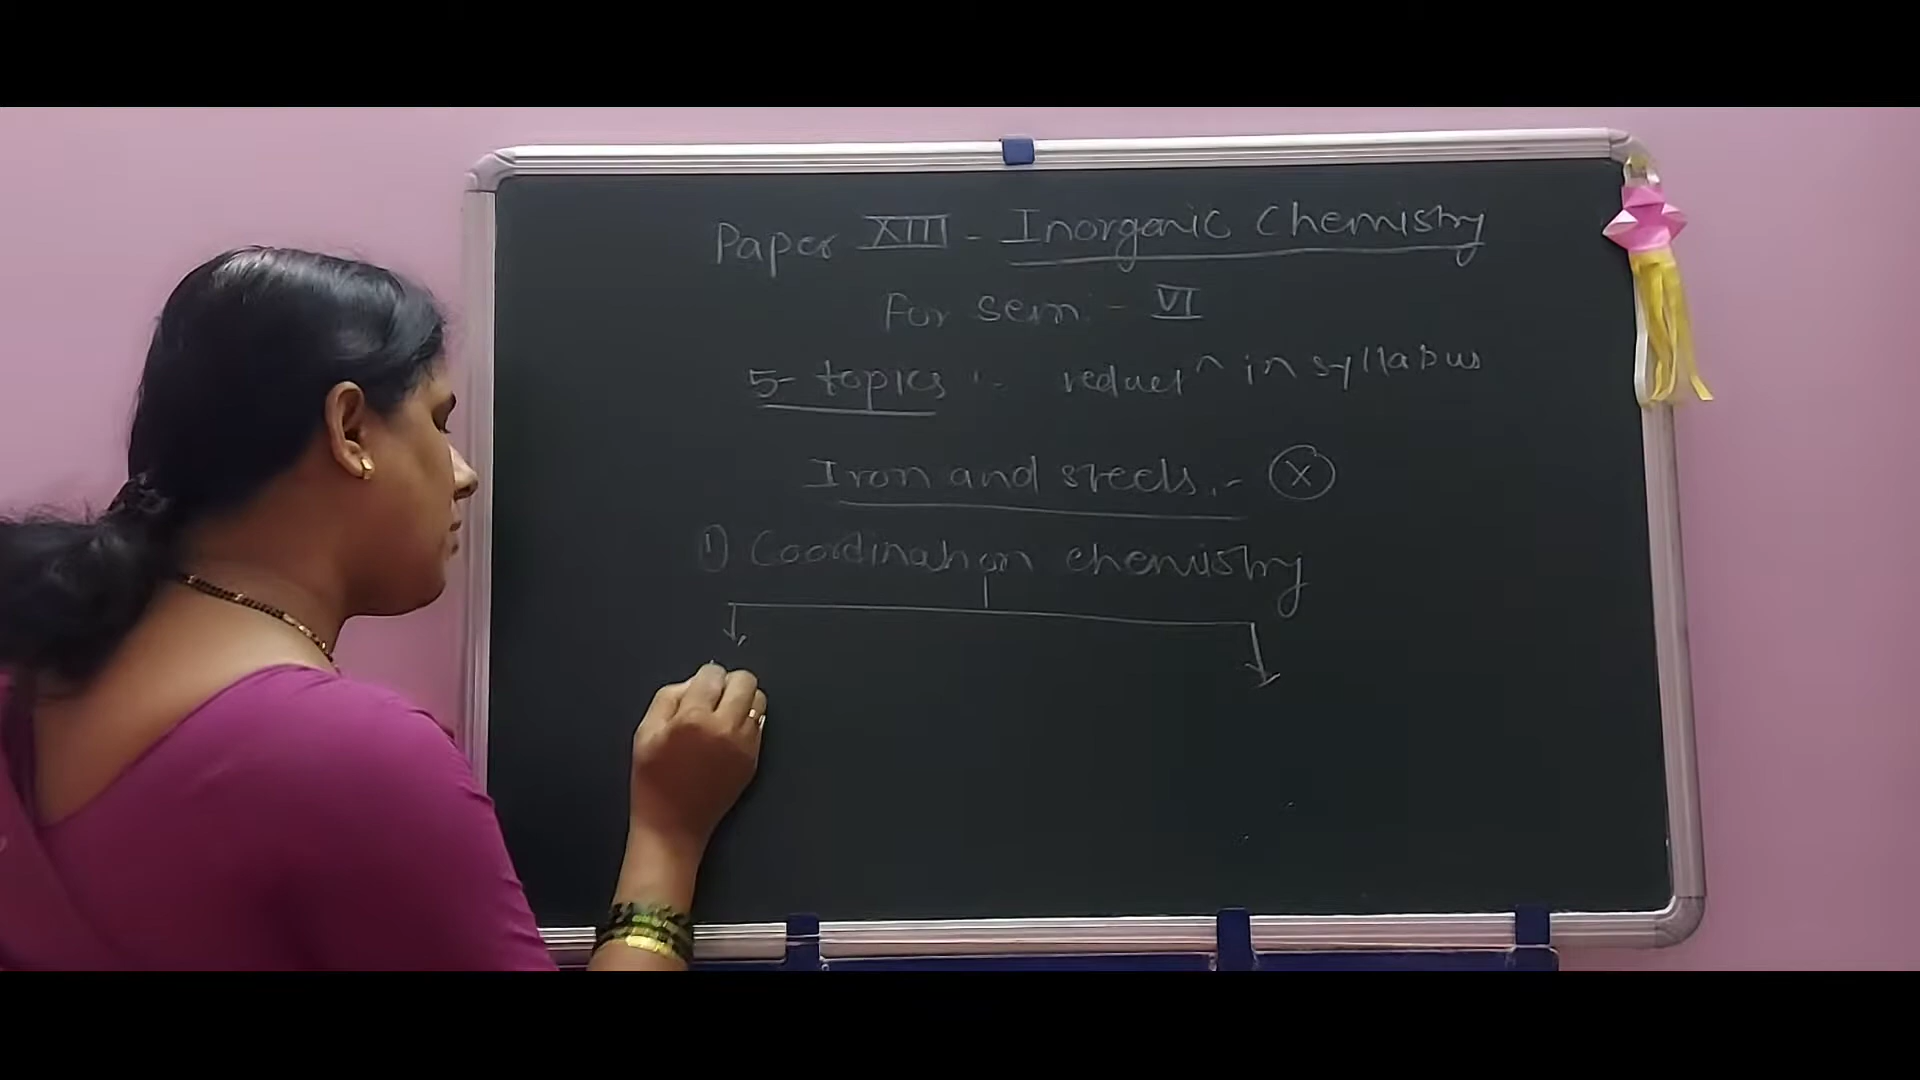 Paper XIII - Inorganic Chemistry
For sem :- VI
5- topics :- reduct^n in syllabus
Iron and steels :- (X)
① Coordination chemistry